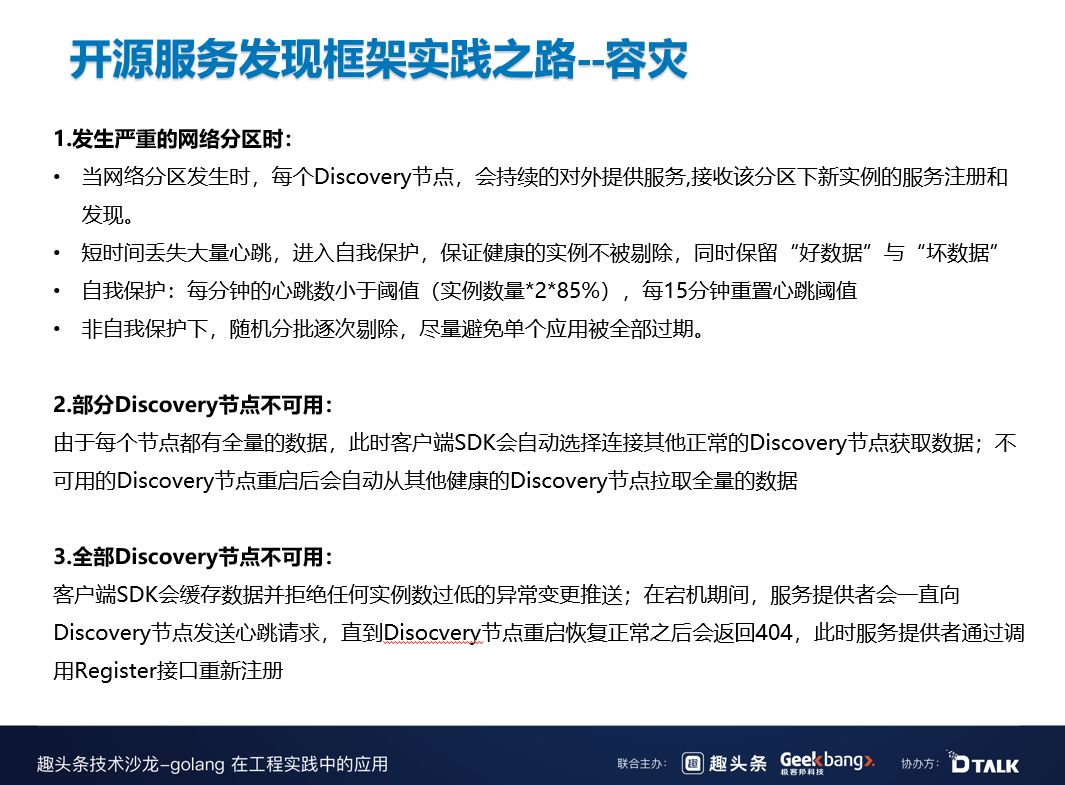 开源服务发现框架实践之路--容灾
1.发生严重的网络分区时：
• 当网络分区发生时，每个Discovery节点，会持续的对外提供服务,接收该分区下新实例的服务注册和
发现。
• 短时间丢失大量心跳，进入自我保护，保证健康的实例不被剔除，同时保留“好数据”与“坏数据”
• 自我保护：每分钟的心跳数小于阈值（实例数量*2*85%），每15分钟重置心跳阈值
• 非自我保护下，随机分批逐次剔除，尽量避免单个应用被全部过期。
2.部分Discovery节点不可用：
由于每个节点都有全量的数据，此时客户端SDK会自动选择连接其他正常的Discovery节点获取数据；不
可用的Discovery节点重启后会自动从其他健康的Discovery节点拉取全量的数据
3.全部Discovery节点不可用：
客户端SDK会缓存数据并拒绝任何实例数过低的异常变更推送；在宕机期间，服务提供者会一直向
Discovery节点发送心跳请求，直到Disocvery节点重启恢复正常之后会返回404，此时服务提供者通过调
用Register接口重新注册
趣头条技术沙龙-golang 在工程实践中的应用
联合主办：
趣
趣头条
Geekbang>.
极客邦科技
协办方：
DTALK